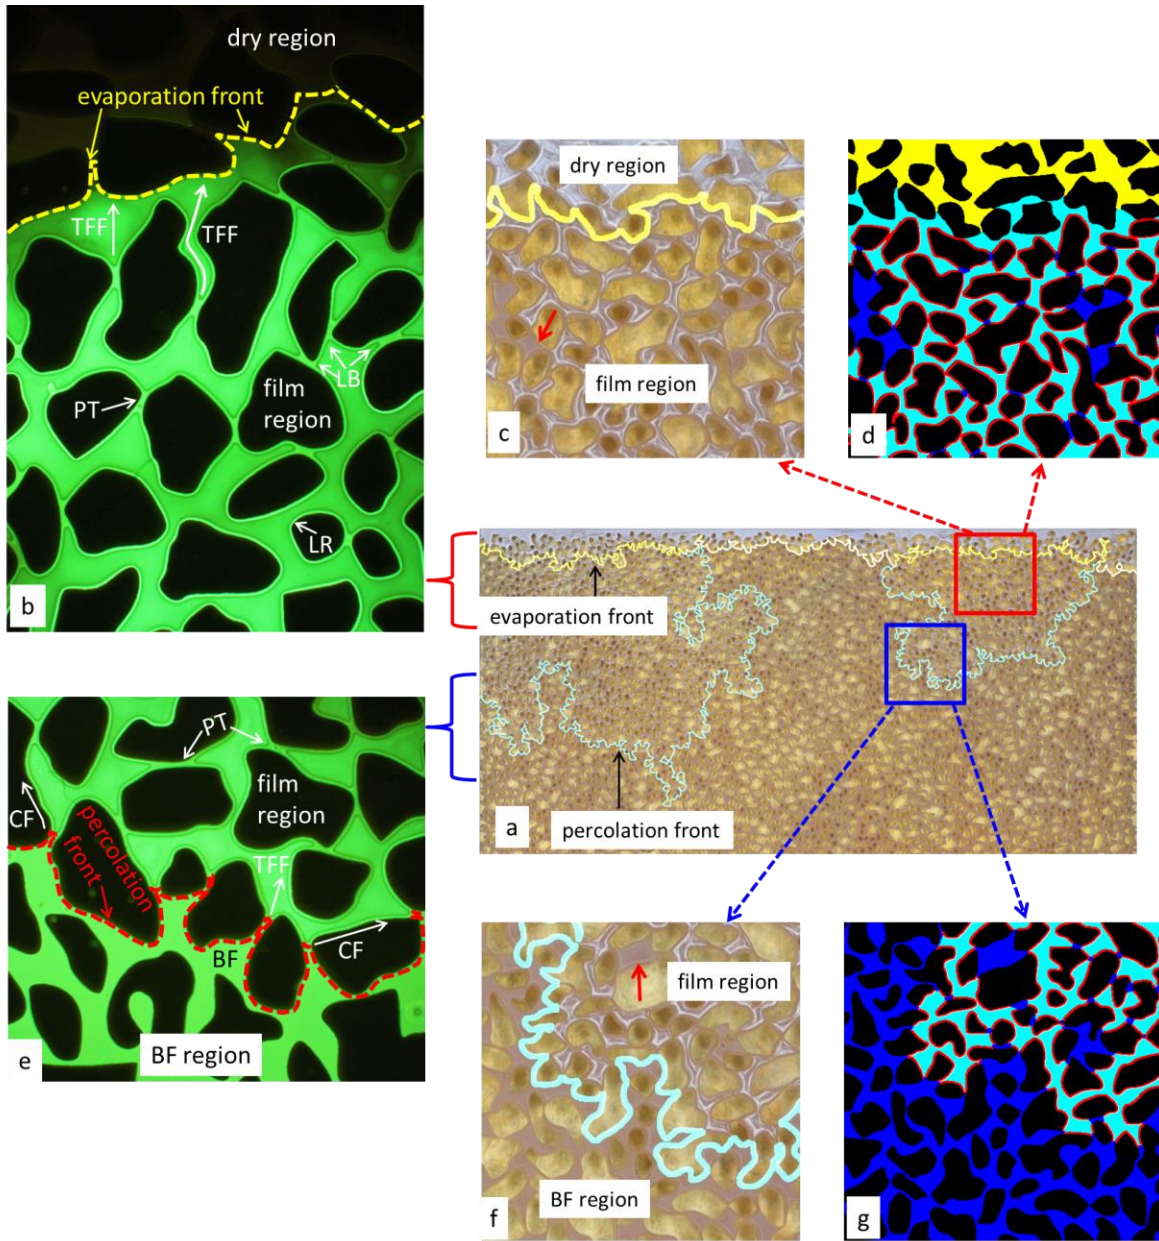 dry region
evaporation front
TFF
TFF
LB
PT
film
region
LR
b
dry region
film region
c
d
evaporation front
percolation front
a
PT
film
region
CF
percolation
front
TFF
BF
CF
BF region
e
film region
BF region
f
g